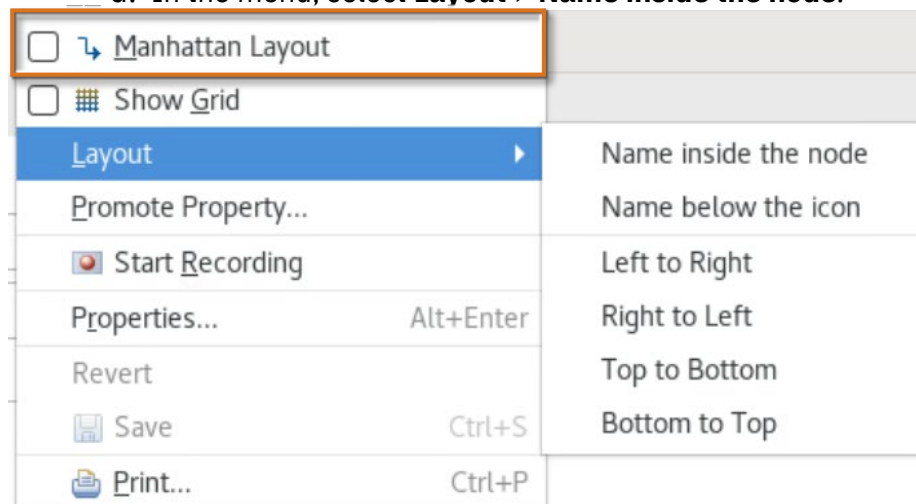 Manhattan Layout
Show Grid
Layout
Name inside the node
Promote Property...
Name below the icon
Start Recording
Left to Right
Properties... Alt+Enter
Right to Left
Revert
Top to Bottom
Save Ctrl+S
Bottom to Top
Print... Ctrl+P